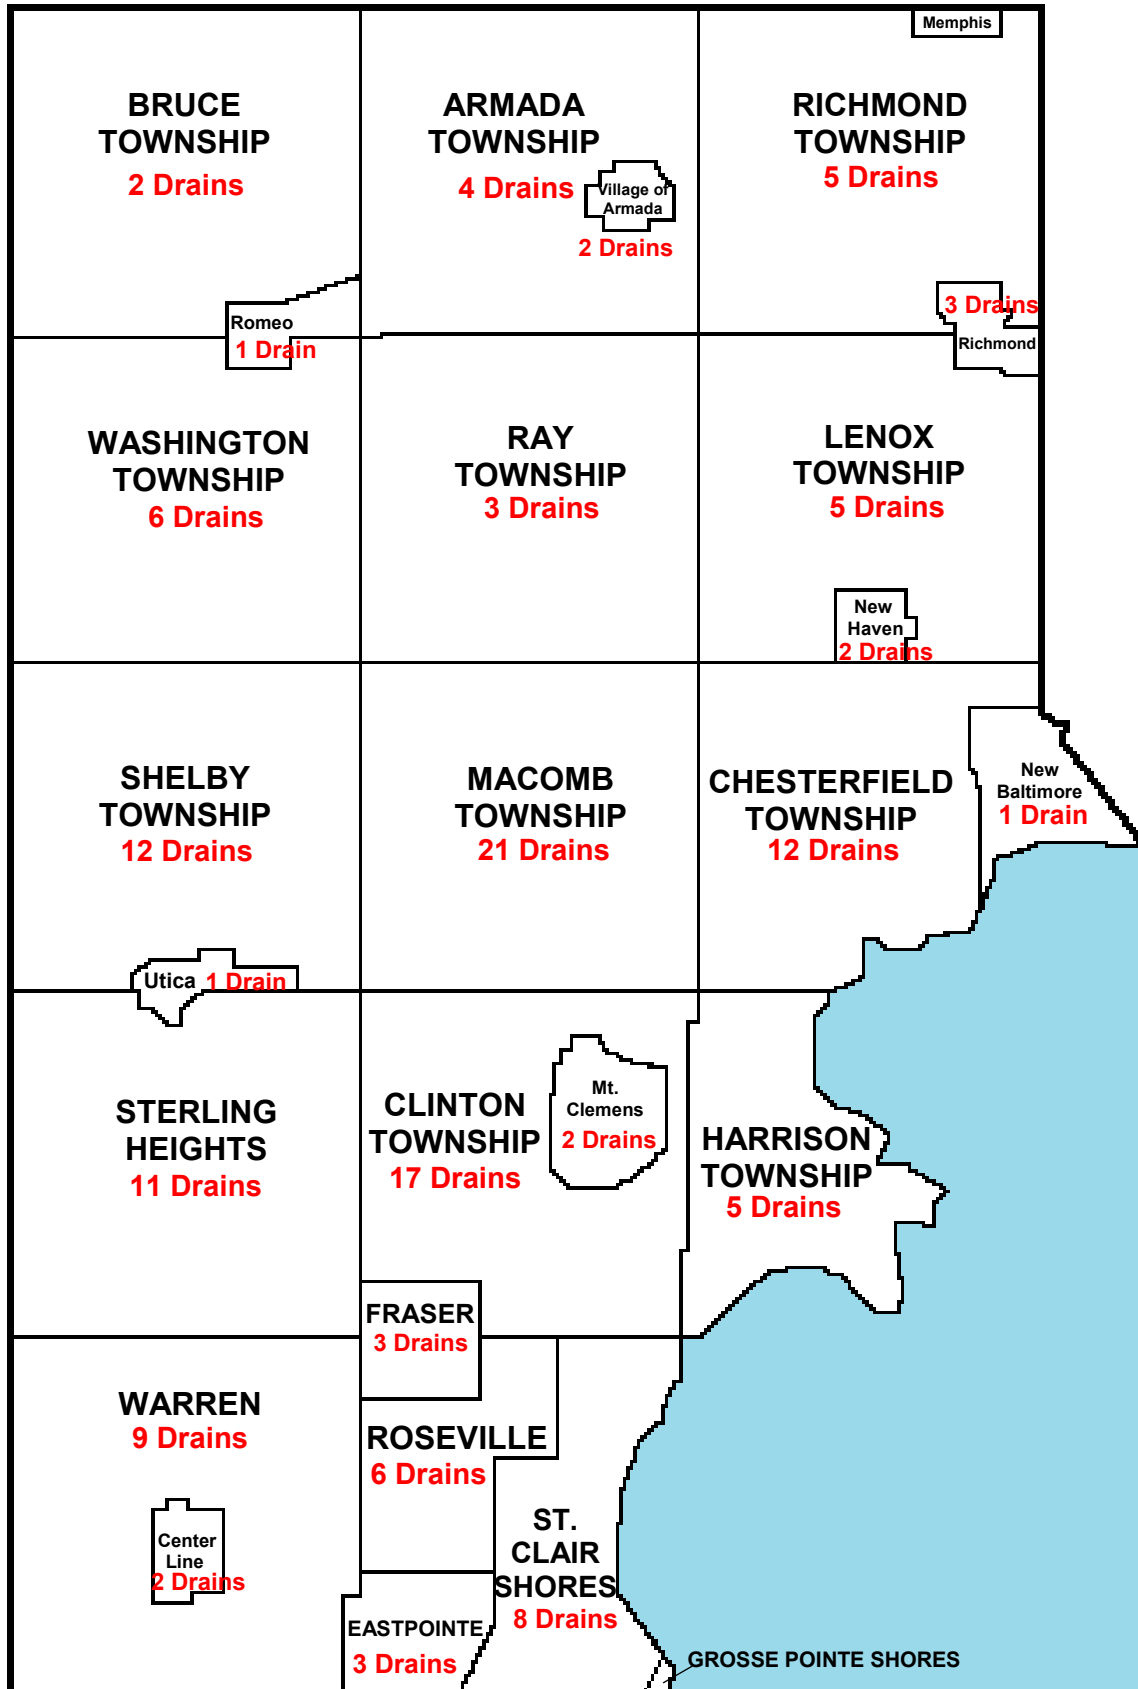 Memphis
BRUCE
TOWNSHIP
2 Drains
ARMADA
TOWNSHIP
4 Drains
Village of
Armada
2 Drains
RICHMOND
TOWNSHIP
5 Drains
Romeo
1 Drain
3 Drains
Richmond
WASHINGTON
TOWNSHIP
6 Drains
RAY
TOWNSHIP
3 Drains
LENOX
TOWNSHIP
5 Drains
New
Haven
2 Drains
SHELBY
TOWNSHIP
12 Drains
MACOMB
TOWNSHIP
21 Drains
CHESTERFIELD
TOWNSHIP
12 Drains
New
Baltimore
1 Drain
Utica 1 Drain
STERLING
HEIGHTS
11 Drains
CLINTON
TOWNSHIP
17 Drains
Mt.
Clemens
2 Drains
HARRISON
TOWNSHIP
5 Drains
FRASER
3 Drains
WARREN
9 Drains
ROSEVILLE
6 Drains
Center
Line
2 Drains
ST.
CLAIR
SHORES
8 Drains
EASTPOINTE
3 Drains
GROSSE POINTE SHORES